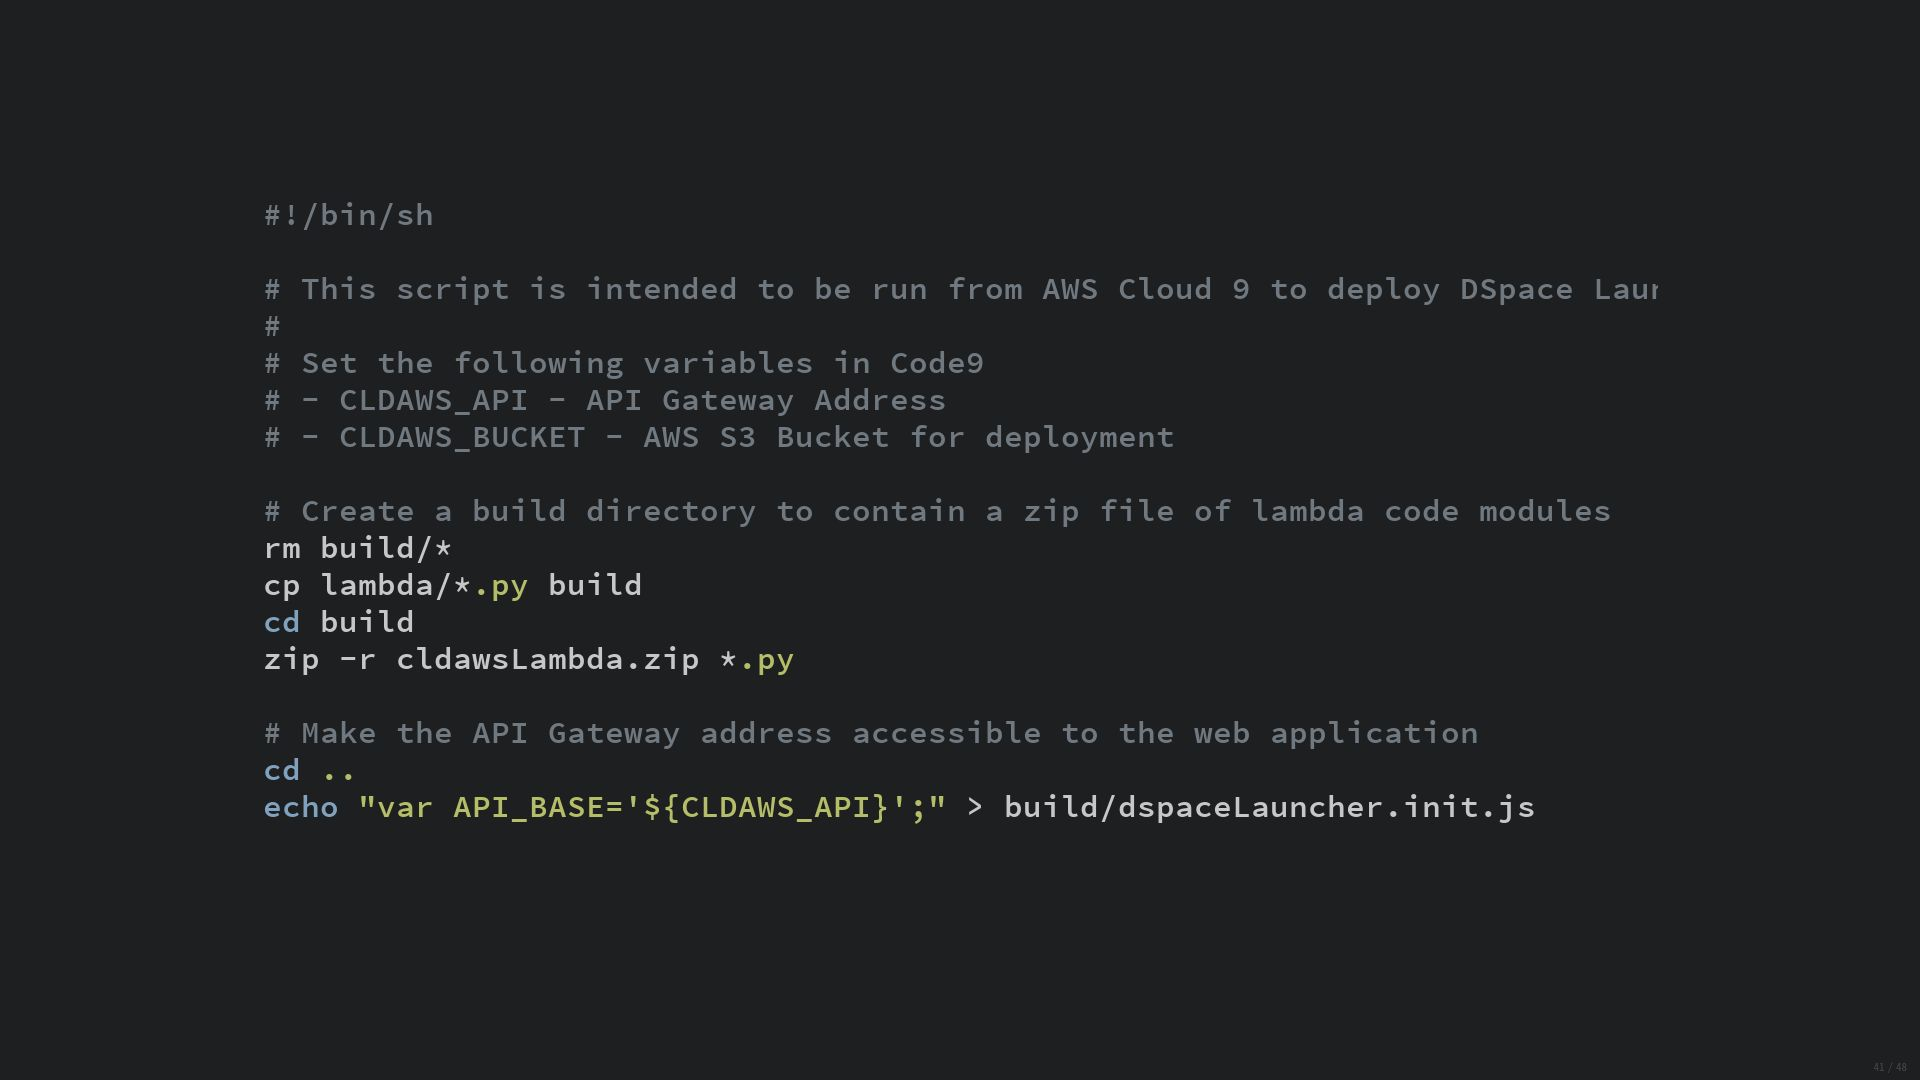 #!/bin/sh
# This script is intended to be run from AWS Cloud 9 to deploy DSpace Laun
#
# Set the following variables in Code9
# - CLDAWS_API - API Gateway Address
# - CLDAWS_BUCKET - AWS S3 Bucket for deployment
# Create a build directory to contain a zip file of lambda code modules
rm build/*
cp lambda/*.py build
cd build
zip -r cldawsLambda.zip *.py
# Make the API Gateway address accessible to the web application
cd ..
echo "var API_BASE='${CLDAWS_API}';" > build/dspaceLauncher.init.js
41 / 48